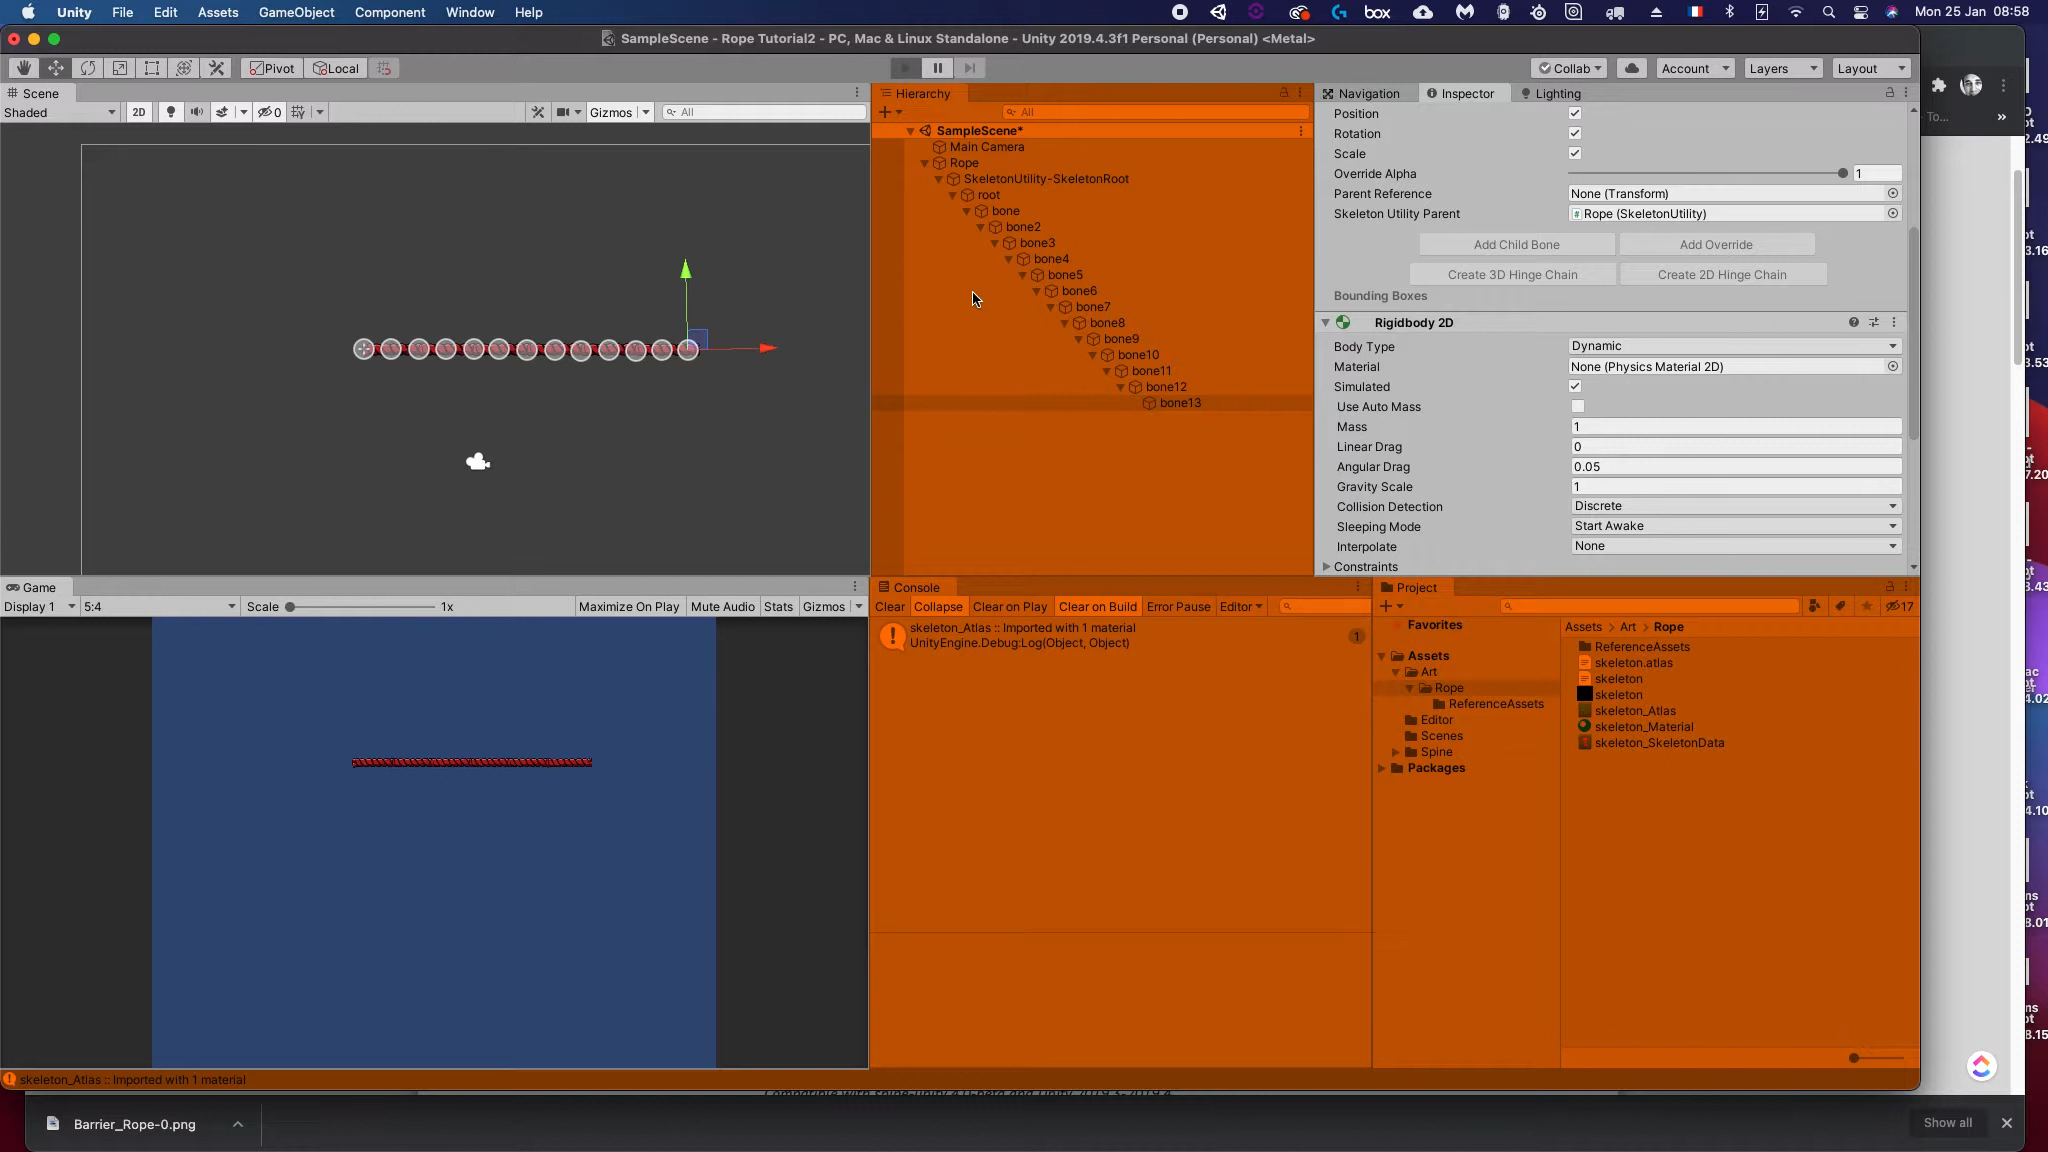 Unity File Edit Assets GameObject Component Window Help
box
Mon 25 Jan 08:58
SampleScene - Rope Tutorial2 - PC, Mac & Linux Standalone - Unity 2019.4.3f1 Personal (Personal) <Metal>
Pivot Local
Collab Account Layers Layout
Scene
Shaded 2D 0 Gizmos All
Hierarchy
All
SampleScene*
Main Camera
Rope
SkeletonUtility-SkeletonRoot
root
bone
bone2
bone3
bone4
bone5
bone6
bone7
bone8
bone9
bone10
bone11
bone12
bone13
Navigation Inspector Lighting
Position
Rotation
Scale
Override Alpha 1
Parent Reference None (Transform)
Skeleton Utility Parent # Rope (SkeletonUtility)
Add Child Bone Add Override
Create 3D Hinge Chain Create 2D Hinge Chain
Bounding Boxes
Rigidbody 2D
Body Type Dynamic
Material None (Physics Material 2D)
Simulated
Use Auto Mass
Mass 1
Linear Drag 0
Angular Drag 0.05
Gravity Scale 1
Collision Detection Discrete
Sleeping Mode Start Awake
Interpolate None
Constraints
Game
Display 1 5:4 Scale 1x Maximize On Play Mute Audio Stats Gizmos
Console
Clear Collapse Clear on Play Clear on Build Error Pause Editor
skeleton_Atlas :: Imported with 1 material
UnityEngine.Debug:Log(Object, Object)
1
Project
17
Favorites
Assets
Art
Rope
ReferenceAssets
Editor
Scenes
Spine
Packages
Assets > Art > Rope
ReferenceAssets
skeleton.atlas
skeleton
skeleton
skeleton_Atlas
skeleton_Material
skeleton_SkeletonData
skeleton_Atlas :: Imported with 1 material
Barrier_Rope-0.png
Show all
To...